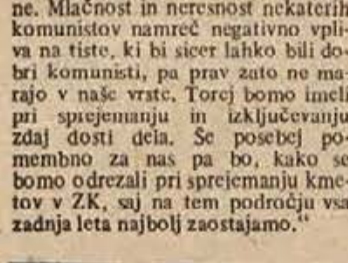 ne. Mlačnost in neresnost nekaterih
komunistov namreč negativno vpli-
va na tiste, ki bi sicer lahko bili do-
bri komunisti, pa prav zato ne ma-
rajo v naše vrste. Torej bomo imeli
pri sprejemanju in izključevanju
zdaj dosti dela. Še posebej po-
membno za nas pa bo, kako se
bomo odrezali pri sprejemanju kme-
tov v ZK, saj na tem področju vsa
zadnja leta najbolj zaostajamo."